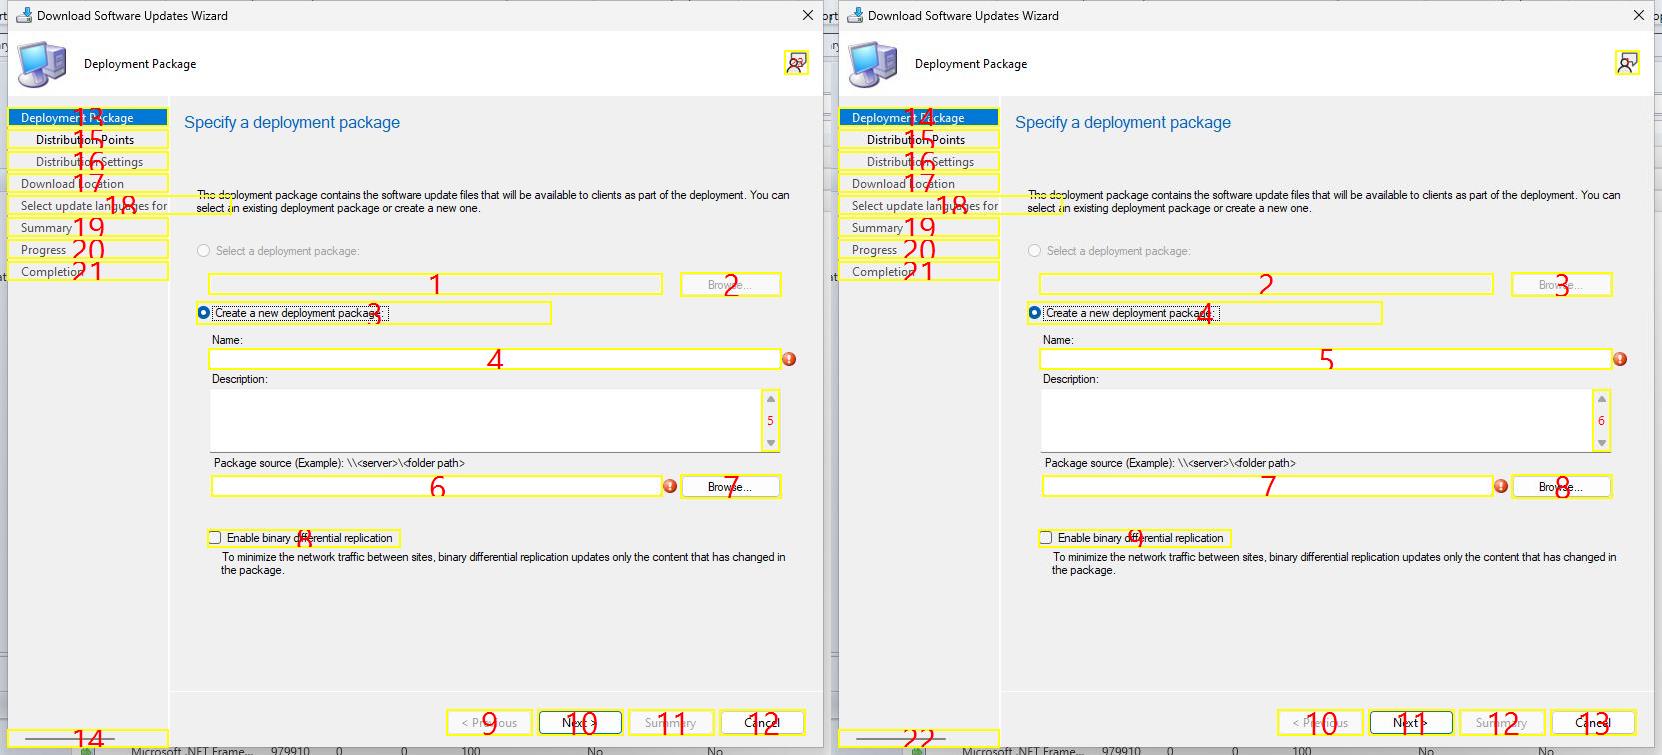 Download Software Updates Wizard
Deployment Package
13
Deployment Package
15
Distribution Points
16
Distribution Settings
17
Download Location
18
Select update languages for
19
Summary
20
Progress
21
Completion
14
Specify a deployment package
The deployment package contains the software update files that will be available to clients as part of the deployment. You can
select an existing deployment package or create a new one.
Select a deployment package:
1
Browse... 2
Create a new deployment package: 3
Name:
4
Description:
5
Package source (Example): \\<server>\<folder path>
6
Browse... 7
Enable binary differential replication 8
To minimize the network traffic between sites, binary differential replication updates only the content that has changed in
the package.
< Previous 9
Next > 10
Summary 11
Cancel 12
Microsoft .NET Frame... 979910 0 0 100 No No
Download Software Updates Wizard
Deployment Package
14
Deployment Package
15
Distribution Points
16
Distribution Settings
17
Download Location
18
Select update languages for
19
Summary
20
Progress
21
Completion
22
Specify a deployment package
The deployment package contains the software update files that will be available to clients as part of the deployment. You can
select an existing deployment package or create a new one.
Select a deployment package:
2
Browse... 3
Create a new deployment package: 4
Name:
5
Description:
6
Package source (Example): \\<server>\<folder path>
7
Browse... 8
Enable binary differential replication 9
To minimize the network traffic between sites, binary differential replication updates only the content that has changed in
the package.
< Previous 10
Next > 11
Summary 12
Cancel 13
Microsoft .NET Frame... 979910 0 0 100 No No